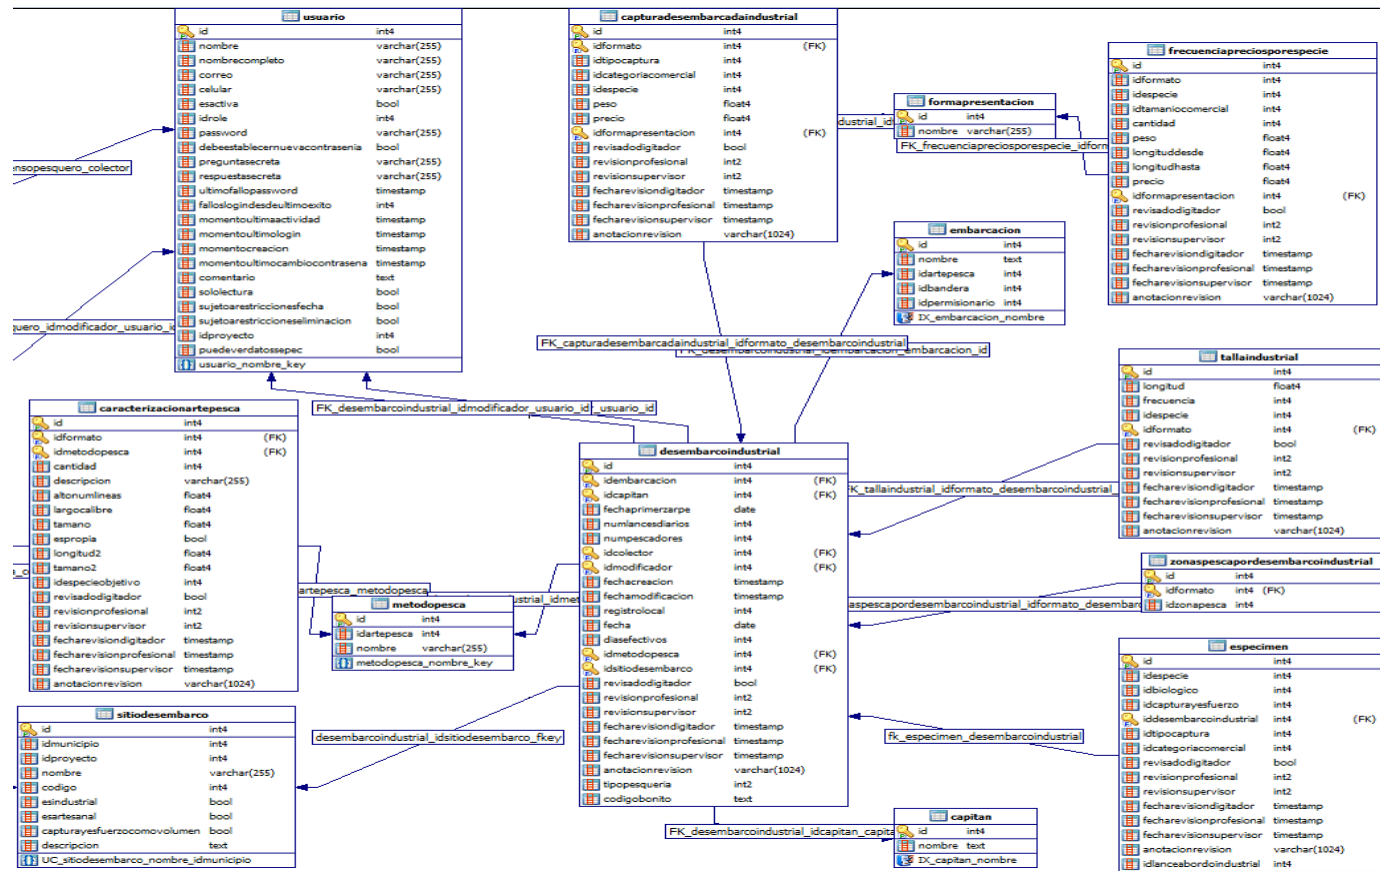 usuario
id int4
nombre varchar(255)
nombrecompleto varchar(255)
correo varchar(255)
celular varchar(255)
esactiva bool
idrole int4
password varchar(255)
debeestablecernuevacontrasenia bool
preguntasecreta varchar(255)
respuestasecreta varchar(255)
ultimofallopassword timestamp
falloslogindesdeultimoexito int4
momentoultimaactividad timestamp
momentoultimologin timestamp
momentocreacion timestamp
momentoultimocambiocontrasena timestamp
comentario text
sololectura bool
sujetoarestriccionesfecha bool
sujetoarestriccioneseliminacion bool
idproyecto int4
puedeverdatossepec bool
usuario_nombre_key
capturadesembarcadaindustrial
id int4
idformato int4 (FK)
idtipocaptura int4
idcategoriacomercial int4
idespecie int4
peso float4
precio float4
idformapresentacion int4 (FK)
revisadodigitador bool
revisionprofesional int2
revisionsupervisor int2
fecharevisiondigitador timestamp
fecharevisionprofesional timestamp
fecharevisionsupervisor timestamp
anotacionrevision varchar(1024)
formapresentacion
id int4
nombre varchar(255)
ustrial_id
FK_frecuenciapreciosporespecie_idform
frecuenciapreciosporespecie
id int4
idformato int4
idespecie int4
idtamaniocomercial int4
cantidad int4
peso float4
longituddesde float4
longitudhasta float4
precio float4
idformapresentacion int4 (FK)
revisadodigitador bool
revisionprofesional int2
revisionsupervisor int2
fecharevisiondigitador timestamp
fecharevisionprofesional timestamp
fecharevisionsupervisor timestamp
anotacionrevision varchar(1024)
ensopesquero_colector
quero_idmodificador_usuario_id
embarcacion
id int4
nombre text
idartepesca int4
idbandera int4
idpermisionario int4
IX_embarcacion_nombre
FK_capturadesembarcadaindustrial_idformato_desembarcoindustrial
FK_desembarcoindustrial_idembarcacion_embarcacion_id
FK_desembarcoindustrial_idmodificador_usuario_id
r_usuario_id
tallaindustrial
id int4
longitud float4
frecuencia int4
idespecie int4
idformato int4 (FK)
revisadodigitador bool
revisionprofesional int2
revisionsupervisor int2
fecharevisiondigitador timestamp
fecharevisionprofesional timestamp
fecharevisionsupervisor timestamp
anotacionrevision varchar(1024)
caracterizacionartepesca
id int4
idformato int4 (FK)
idmetodopesca int4 (FK)
cantidad int4
descripcion varchar(255)
altonumlineas float4
largocalibre float4
tamano float4
espropia bool
longitud2 float4
tamano2 float4
idespecieobjetivo int4
revisadodigitador bool
revisionprofesional int2
revisionsupervisor int2
fecharevisiondigitador timestamp
fecharevisionprofesional timestamp
fecharevisionsupervisor timestamp
anotacionrevision varchar(1024)
desembarcoindustrial
id int4
idembarcacion int4 (FK)
idcapitan int4 (FK)
fechaprimerzarpe date
numlancesdiarios int4
numpescadores int4
idcolector int4 (FK)
idmodificador int4 (FK)
fechacreacion timestamp
fechamodificacion timestamp
registrolocal int4
fecha date
diasefectivos int4
idmetodopesca int4 (FK)
idsitiodesembarco int4 (FK)
revisadodigitador bool
revisionprofesional int2
revisionsupervisor int2
fecharevisiondigitador timestamp
fecharevisionprofesional timestamp
fecharevisionsupervisor timestamp
anotacionrevision varchar(1024)
tipopesqueria int2
codigobonito text
FK_tallaindustrial_idformato_desembarcoindustrial_
artepesca_metodopesca
ustrial_idmet
metodopesca
id int4
idartepesca int4
nombre varchar(255)
metodopesca_nombre_key
zonaspescapordesembarcoindustrial
id int4
idformato int4 (FK)
idzonapesca int4
aspescapordesembarcoindustrial_idformato_desembarc
especimen
id int4
idespecie int4
idbiologico int4
idcapturayesfuerzo int4
iddesembarcoindustrial int4 (FK)
idtipocaptura int4
idcategoriacomercial int4
revisadodigitador bool
revisionprofesional int2
revisionsupervisor int2
fecharevisiondigitador timestamp
fecharevisionprofesional timestamp
fecharevisionsupervisor timestamp
anotacionrevision varchar(1024)
idlanceabordoindustrial int4
fk_especimen_desembarcoindustrial
sitiodesembarco
id int4
idmunicipio int4
idproyecto int4
nombre varchar(255)
codigo int4
esindustrial bool
esartesanal bool
capturayesfuerzocomovolumen bool
descripcion text
UC_sitiodesembarco_nombre_idmunicipio
desembarcoindustrial_idsitiodesembarco_fkey
FK_desembarcoindustrial_idcapitan_capita
capitan
id int4
nombre text
IX_capitan_nombre